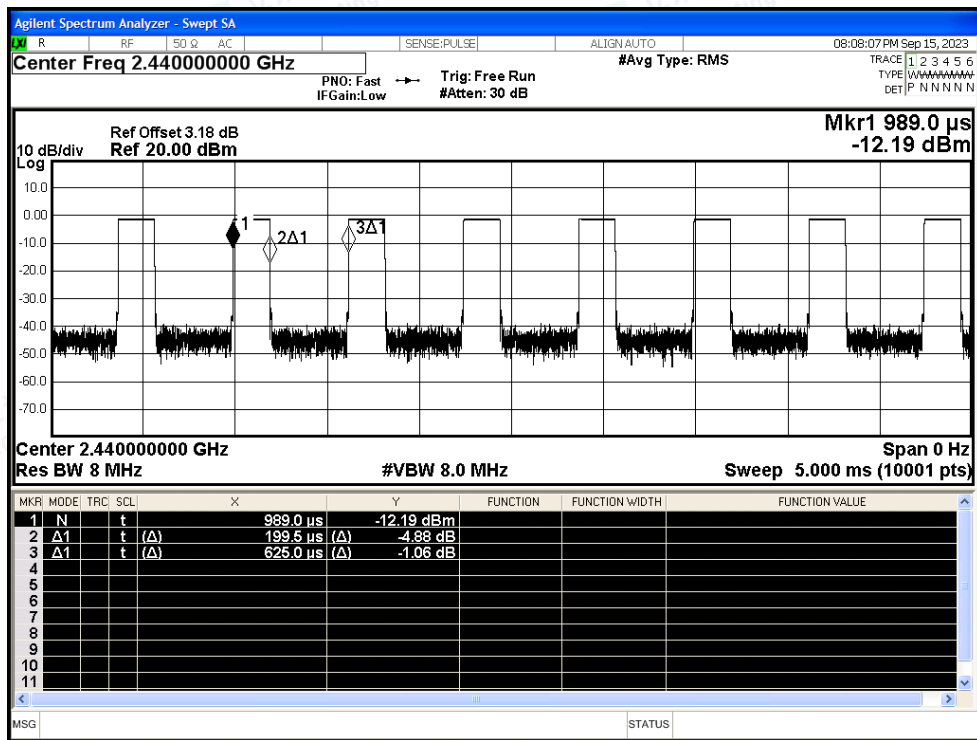 Agilent Spectrum Analyzer - Swept SA
LXI R RF 50 Ω AC SENSE:PULSE ALIGN AUTO 08:08:07 PM Sep 15, 2023
Center Freq 2.440000000 GHz
PNO: Fast
IFGain:Low
Trig: Free Run
#Atten: 30 dB
#Avg Type: RMS
TRACE 1 2 3 4 5 6
TYPE
DET P N N N N N
Mkr1 989.0 µs
-12.19 dBm
Ref Offset 3.18 dB
10 dB/div Ref 20.00 dBm
Log
10.0
0.00
-10.0
-20.0
-30.0
-40.0
-50.0
-60.0
-70.0
1
2Δ1
3Δ1
Center 2.440000000 GHz Span 0 Hz
Res BW 8 MHz #VBW 8.0 MHz Sweep 5.000 ms (10001 pts)
MKR MODE TRC SCL X Y FUNCTION FUNCTION WIDTH FUNCTION VALUE
1 N t 989.0 µs -12.19 dBm
2 Δ1 t (Δ) 199.5 µs (Δ) -4.88 dB
3 Δ1 t (Δ) 625.0 µs (Δ) -1.06 dB
4
5
6
7
8
9
10
11
MSG STATUS